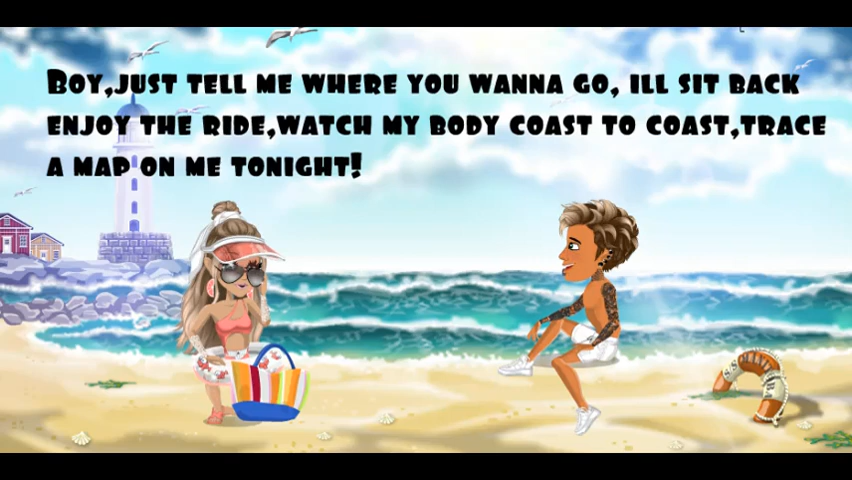 Boy,just tell me where you wanna go, ill sit back
enjoy the ride,watch my body coast to coast,trace
a map on me tonight!